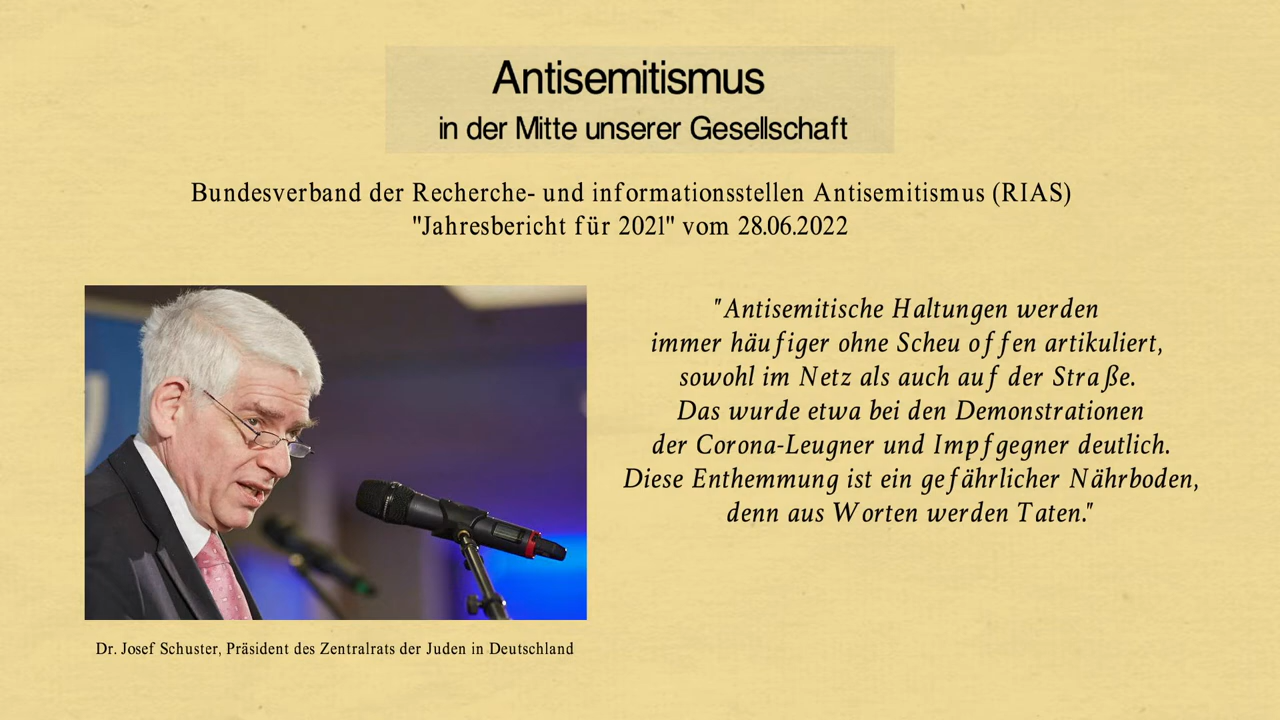 Antisemitismus
in der Mitte unserer Gesellschaft
Bundesverband der Recherche- und informationsstellen Antisemitismus (RIAS)
"Jahresbericht für 2021" vom 28.06.2022
"Antisemitische Haltungen werden
immer häufiger ohne Scheu offen artikuliert,
sowohl im Netz als auch auf der Straße.
Das wurde etwa bei den Demonstrationen
der Corona-Leugner und Impfgegner deutlich.
Diese Enthemmung ist ein gefährlicher Nährboden,
denn aus Worten werden Taten."
Dr. Josef Schuster, Präsident des Zentralrats der Juden in Deutschland